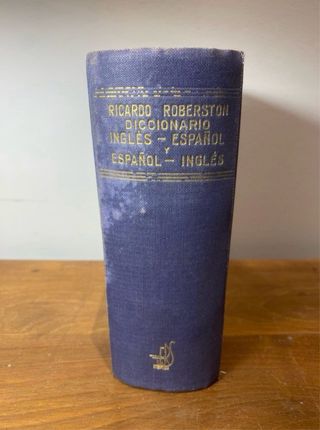 RICARDO ROBERSTON
DICCIONARIO
INGLÉS - ESPAÑOL
Y
ESPAÑOL - INGLÉS